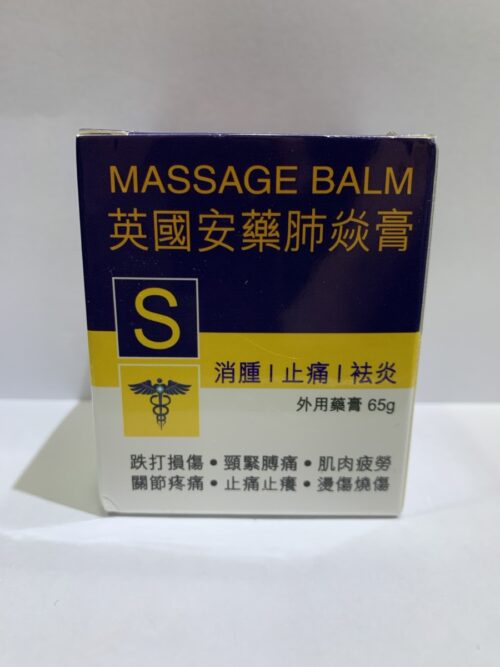 MASSAGE BALM
英國安藥肺焱膏
S
消腫 | 止痛 | 袪炎
外用藥膏 65g
跌打損傷 • 頸緊膊痛 • 肌肉疲勞
關節疼痛 • 止痛止癢 • 燙傷燒傷